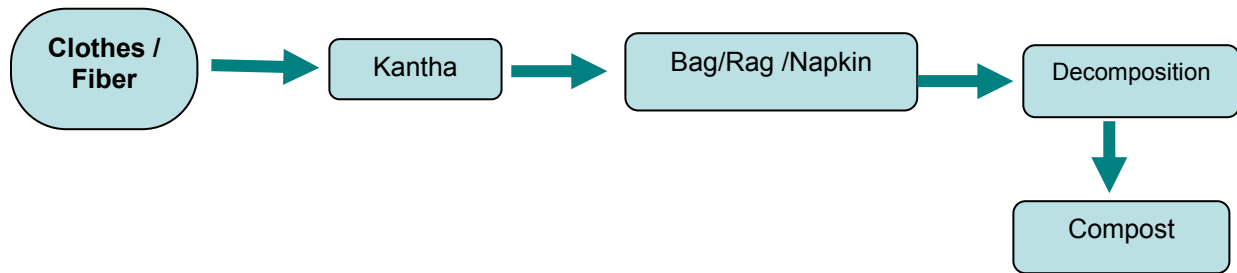 Clothes /
Fiber
Kantha
Bag/Rag /Napkin
Decomposition
Compost